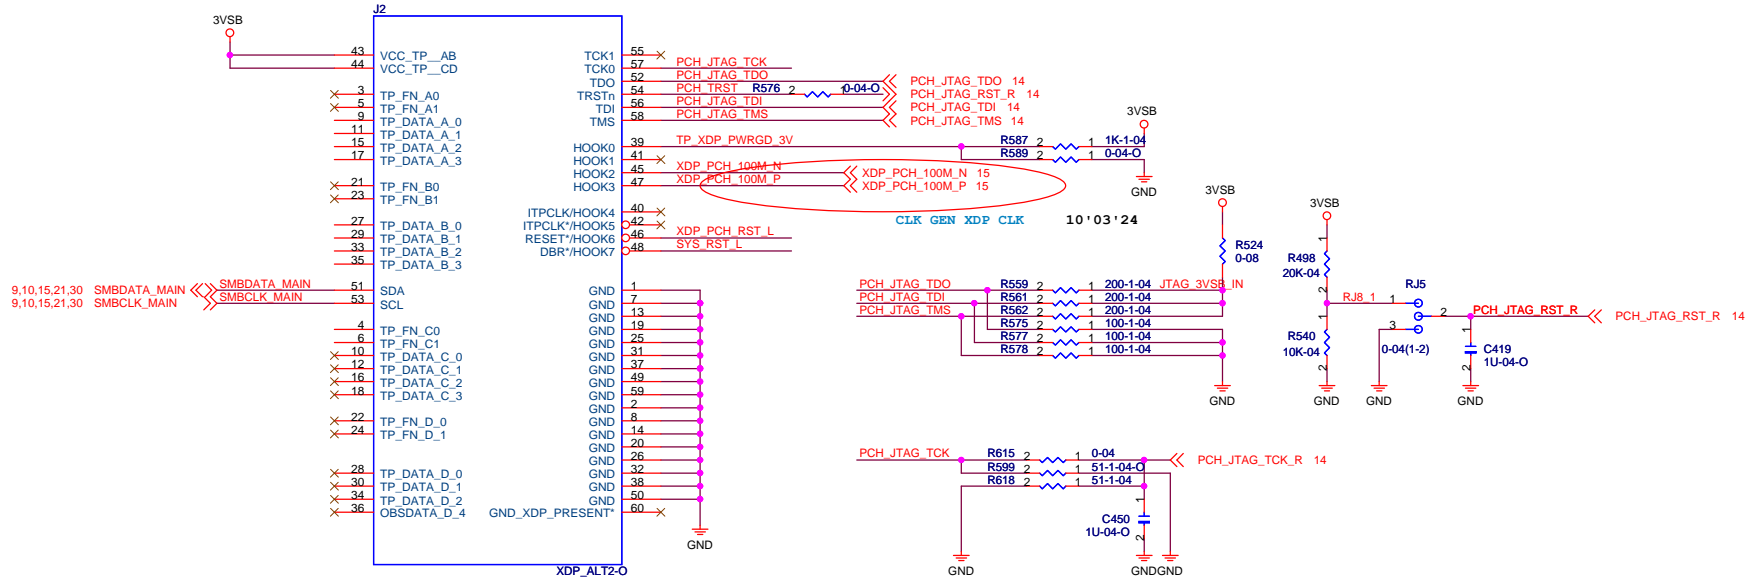 J2
3VSB
43 VCC_TP__AB
44 VCC_TP__CD
3 TP_FN_A0
5 TP_FN_A1
9 TP_DATA_A_0
11 TP_DATA_A_1
15 TP_DATA_A_2
17 TP_DATA_A_3
21 TP_FN_B0
23 TP_FN_B1
27 TP_DATA_B_0
29 TP_DATA_B_1
33 TP_DATA_B_2
35 TP_DATA_B_3
9,10,15,21,30 SMBDATA_MAIN SMBDATA_MAIN 51 SDA
9,10,15,21,30 SMBCLK_MAIN SMBCLK_MAIN 53 SCL
4 TP_FN_C0
6 TP_FN_C1
10 TP_DATA_C_0
12 TP_DATA_C_1
16 TP_DATA_C_2
18 TP_DATA_C_3
22 TP_FN_D_0
24 TP_FN_D_1
28 TP_DATA_D_0
30 TP_DATA_D_1
34 TP_DATA_D_2
36 OBSDATA_D_4
TCK1 55
TCK0 57 PCH_JTAG_TCK
TDO 52 PCH_JTAG_TDO PCH_JTAG_TDO 14
TRSTn 54 PCH_TRST R576 2 1 0-04-O PCH_JTAG_RST_R 14
TDI 56 PCH_JTAG_TDI PCH_JTAG_TDI 14
TMS 58 PCH_JTAG_TMS PCH_JTAG_TMS 14
3VSB
HOOK0 39 TP_XDP_PWRGD_3V R587 2 1 1K-1-04
HOOK1 41 R589 2 1 0-04-O
GND
HOOK2 45 XDP_PCH_100M_N XDP_PCH_100M_N 15
HOOK3 47 XDP_PCH_100M_P XDP_PCH_100M_P 15
ITPCLK/HOOK4 40
ITPCLK*/HOOK5 42
RESET*/HOOK6 46 XDP_PCH_RST_L
DBR*/HOOK7 48 SYS_RST_L
CLK GEN XDP CLK 10'03'24
GND 1
GND 7
GND 13
GND 19
GND 25
GND 31
GND 37
GND 49
GND 59
GND 2
GND 8
GND 14
GND 20
GND 26
GND 32
GND 38
GND 50
GND_XDP_PRESENT* 60
GND
XDP_ALT2-O
3VSB
R524
0-08
PCH_JTAG_TDO R559 2 1 200-1-04 JTAG_3VSB_IN
PCH_JTAG_TDI R561 2 1 200-1-04
PCH_JTAG_TMS R562 2 1 200-1-04
R575 2 1 100-1-04
R577 2 1 100-1-04
R578 2 1 100-1-04
GND
3VSB
1
R498
20K-04
RJ8_1
1
R540
10K-04
2
GND
RJ5
1
2
3
0-04(1-2)
GND
PCH_JTAG_RST_R PCH_JTAG_RST_R 14
1
C419
1U-04-O
2
GND
PCH_JTAG_TCK R615 2 1 0-04 PCH_JTAG_TCK_R 14
R599 2 1 51-1-04-O
R618 2 1 51-1-04
1
C450
1U-04-O
2
GND
GND
GND